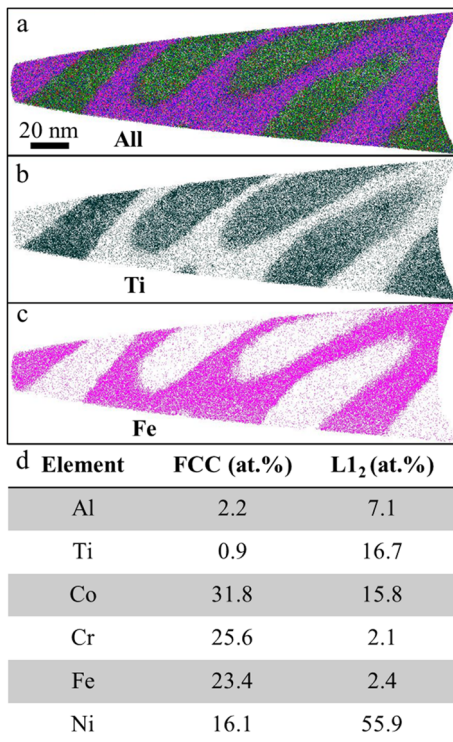 a
20 nm
All
b
Ti
c
Fe
d Element FCC (at.%) L1₂ (at.%)
Al 2.2 7.1
Ti 0.9 16.7
Co 31.8 15.8
Cr 25.6 2.1
Fe 23.4 2.4
Ni 16.1 55.9